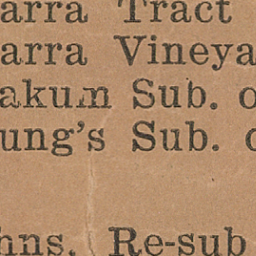 arra Tract
arra Vineya
akum Sub. o
ung's Sub. o
hns. Re-sub